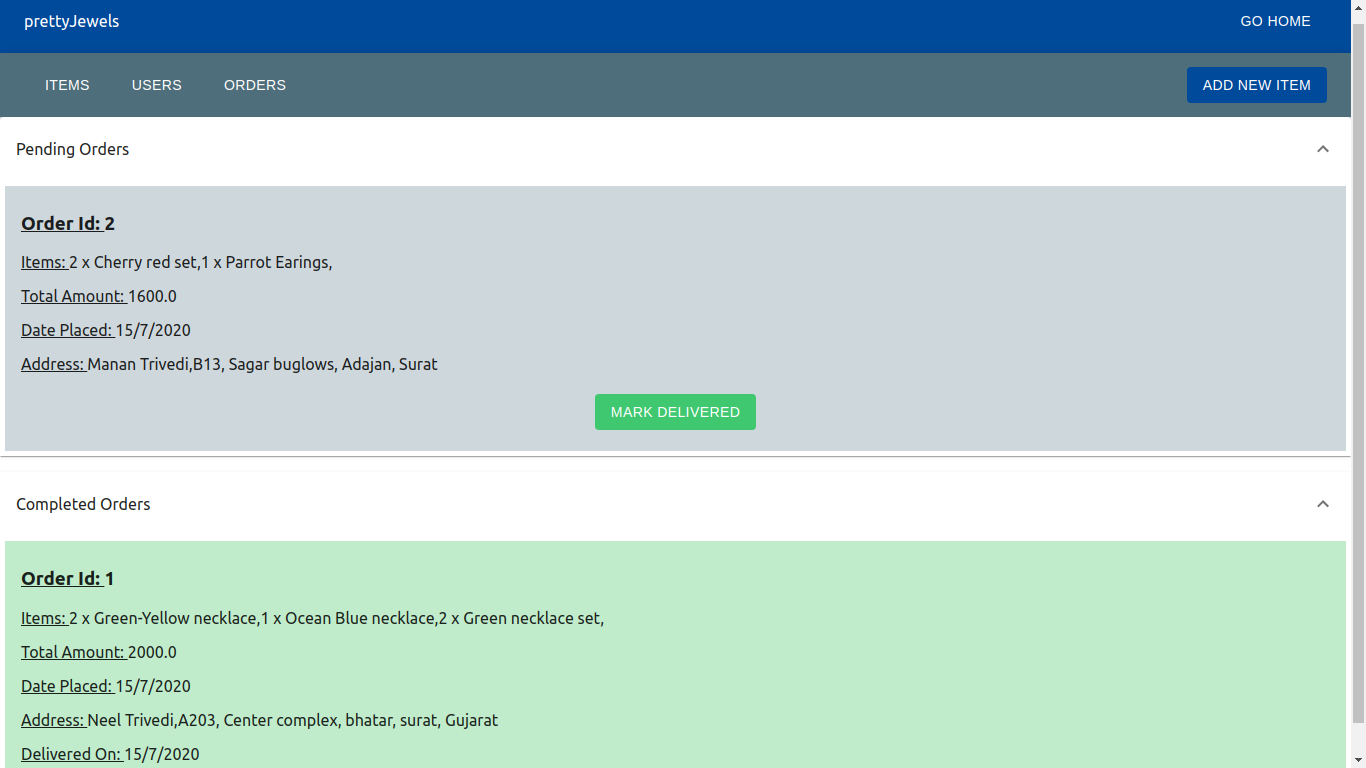 prettyJewels GO HOME
ITEMS USERS ORDERS ADD NEW ITEM
Pending Orders
Order Id: 2
Items: 2 x Cherry red set,1 x Parrot Earings,
Total Amount: 1600.0
Date Placed: 15/7/2020
Address: Manan Trivedi,B13, Sagar buglows, Adajan, Surat
MARK DELIVERED
Completed Orders
Order Id: 1
Items: 2 x Green-Yellow necklace,1 x Ocean Blue necklace,2 x Green necklace set,
Total Amount: 2000.0
Date Placed: 15/7/2020
Address: Neel Trivedi,A203, Center complex, bhatar, surat, Gujarat
Delivered On: 15/7/2020